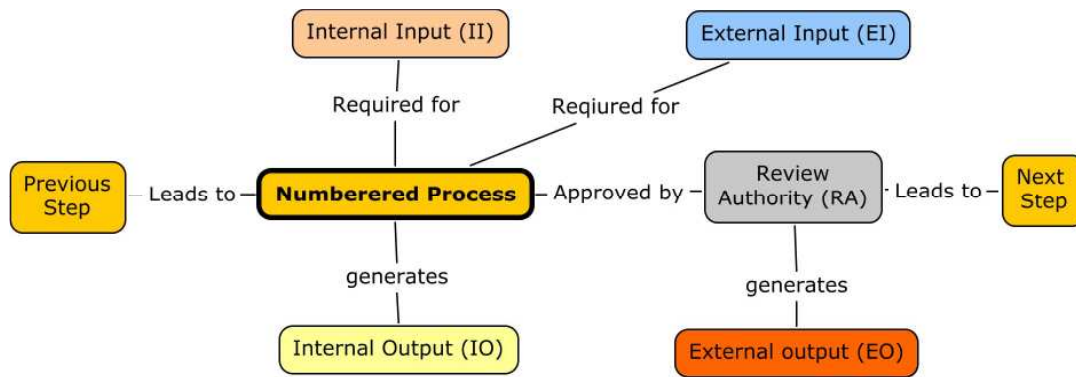 Internal Input (II)
External Input (EI)
Required for
Reqiured for
Previous
Step
Leads to
Numberered Process
Approved by
Review
Authority (RA)
Leads to
Next
Step
generates
generates
Internal Output (IO)
External output (EO)